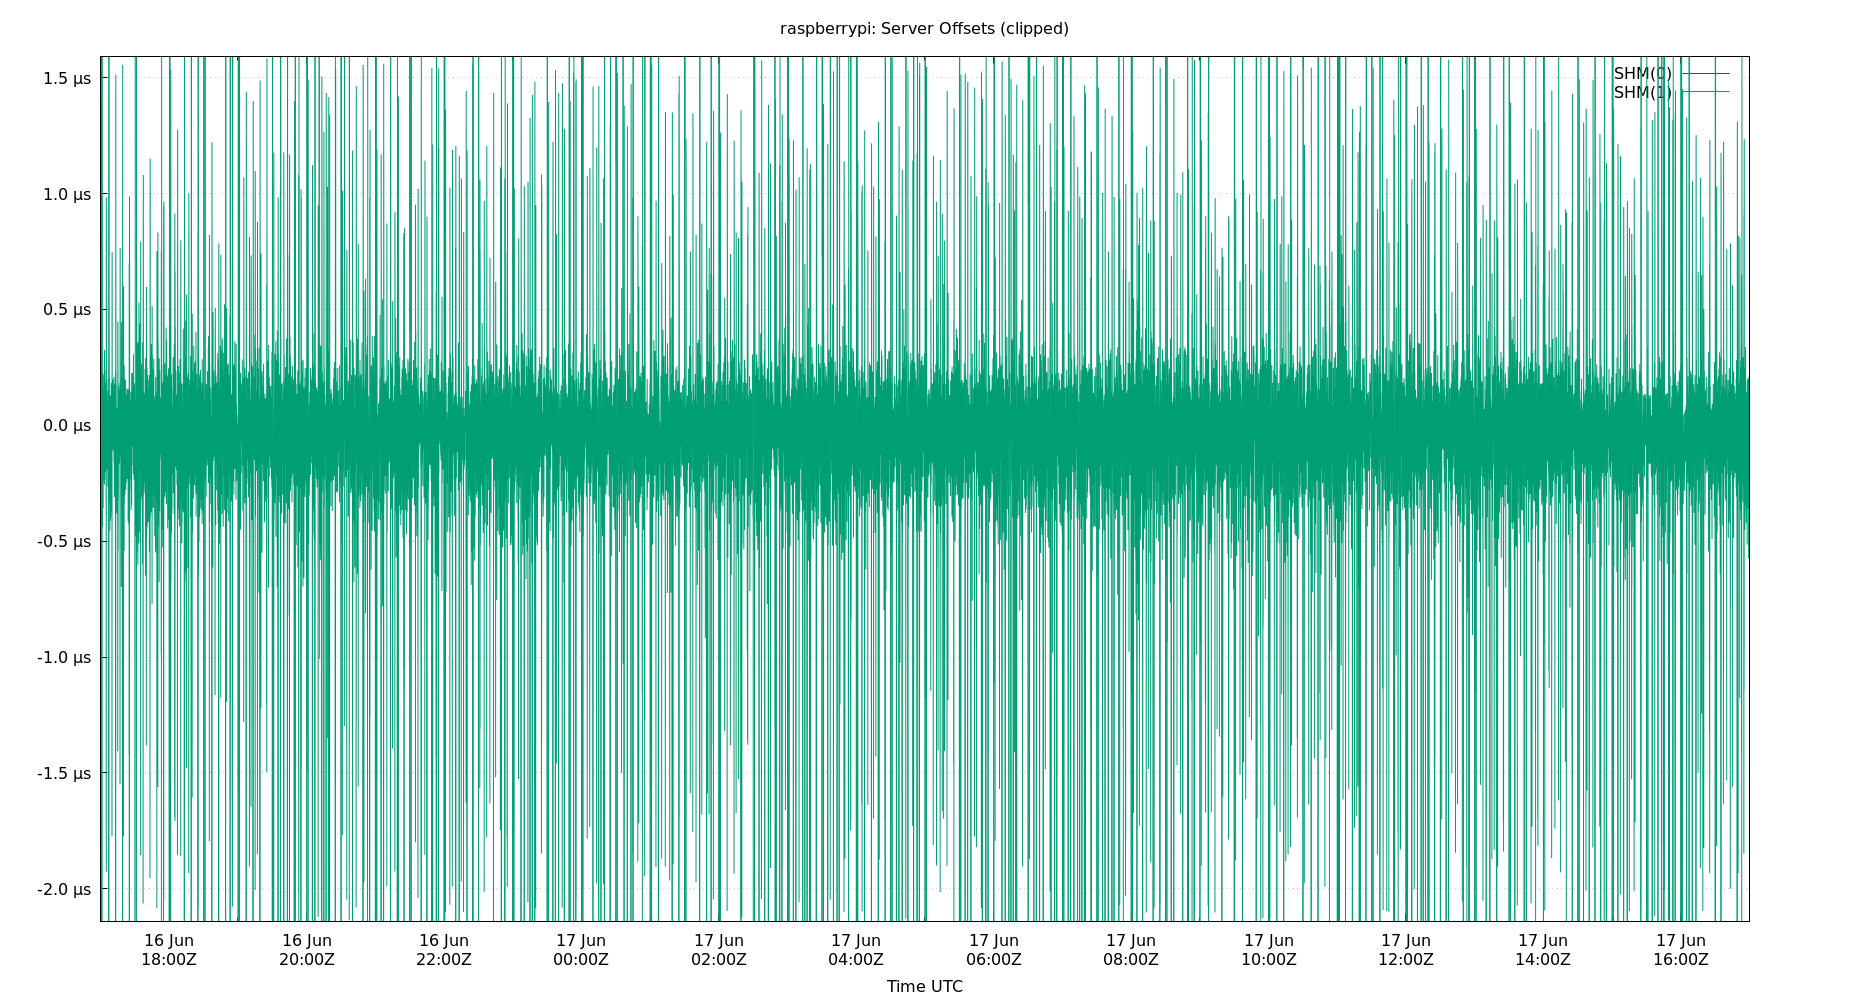 raspberrypi: Server Offsets (clipped)
SHM(0)
SHM(1)
1.5 µs
1.0 µs
0.5 µs
0.0 µs
-0.5 µs
-1.0 µs
-1.5 µs
-2.0 µs
16 Jun 16 Jun 16 Jun 17 Jun 17 Jun 17 Jun 17 Jun 17 Jun 17 Jun 17 Jun 17 Jun 17 Jun
18:00Z 20:00Z 22:00Z 00:00Z 02:00Z 04:00Z 06:00Z 08:00Z 10:00Z 12:00Z 14:00Z 16:00Z
Time UTC